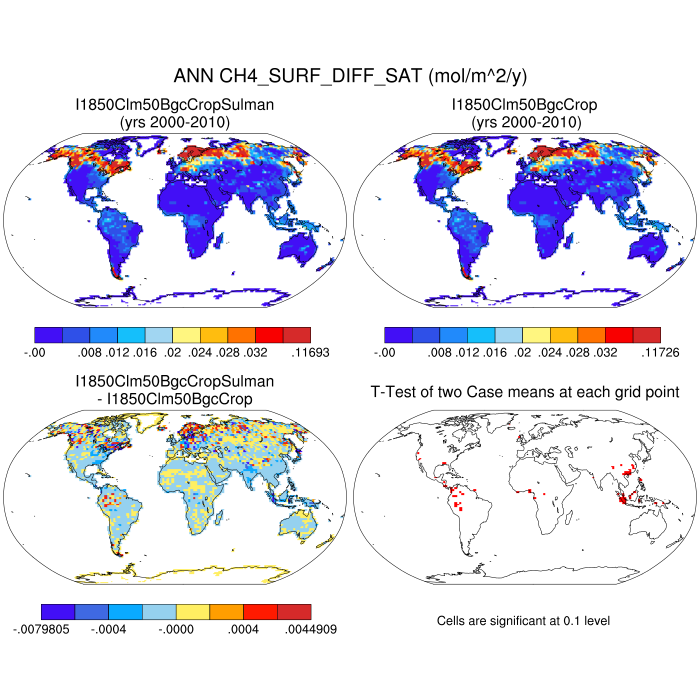 ANN CH4_SURF_DIFF_SAT (mol/m^2/y)
I1850Clm50BgcCropSulman
(yrs 2000-2010)
I1850Clm50BgcCrop
(yrs 2000-2010)
-.00 .008 .012 .016 .02 .024 .028 .032 .11693
-.00 .008 .012 .016 .02 .024 .028 .032 .11726
I1850Clm50BgcCropSulman
- I1850Clm50BgcCrop
T-Test of two Case means at each grid point
-.0079805 -.0004 -.0000 .0004 .0044909
Cells are significant at 0.1 level